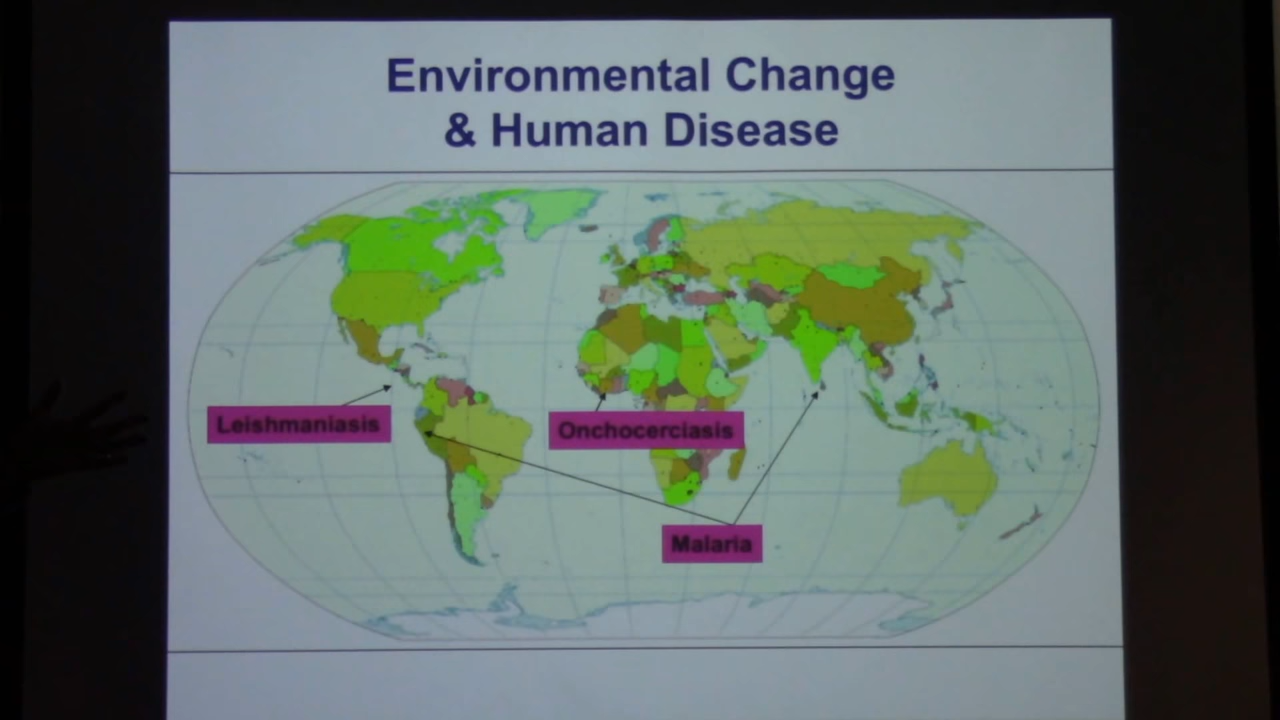 Environmental Change
& Human Disease
Leishmaniasis
Onchocerciasis
Malaria